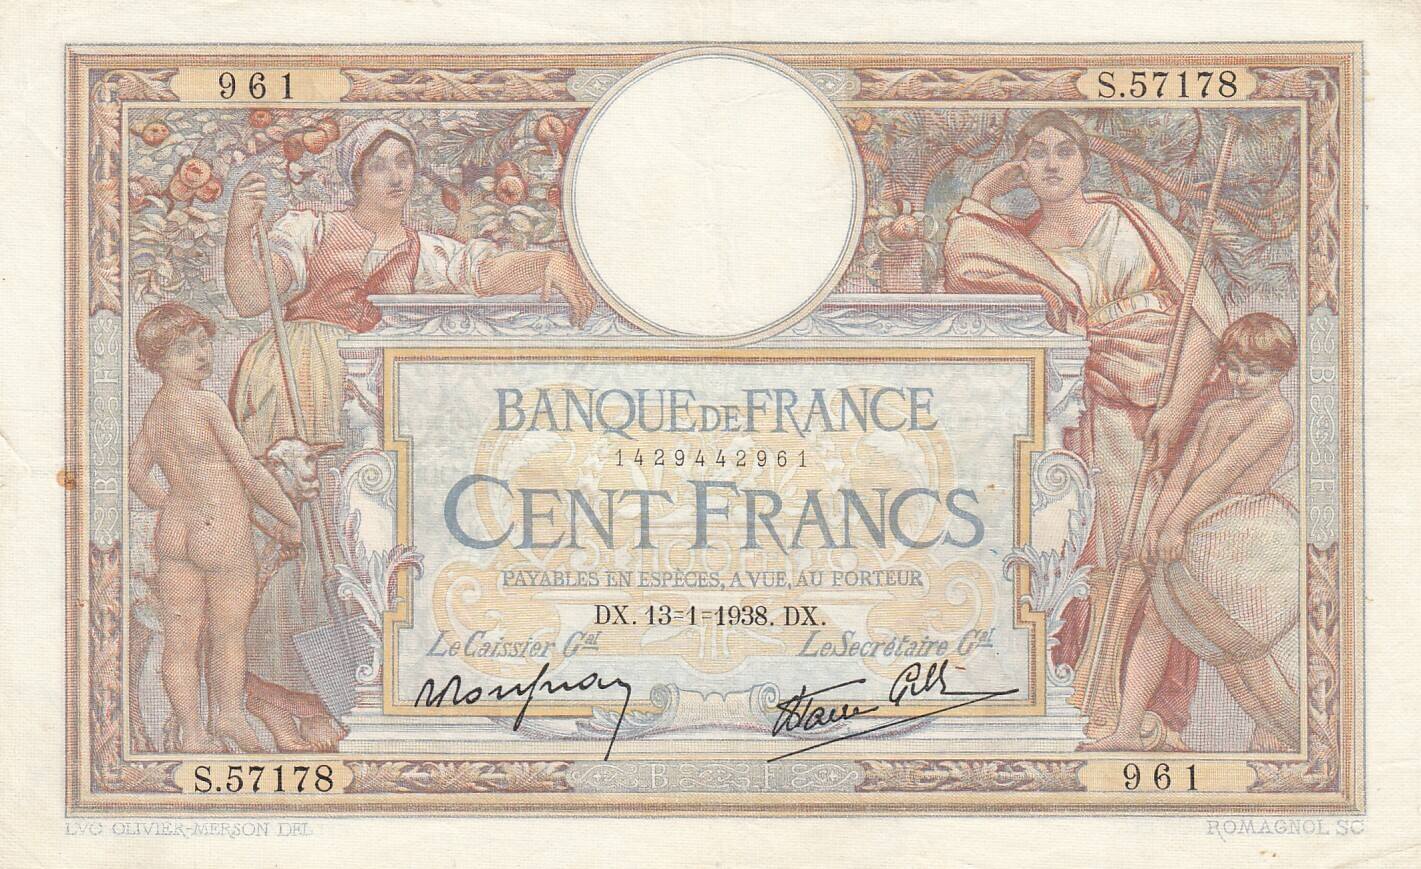 961
S.57178
BANQUE DE FRANCE
1429442961
CENT FRANCS
PAYABLES EN ESPÈCES, A VUE, AU PORTEUR
DX. 13=1=1938. DX.
Le Caissier Gal
Le Secrétaire Gal
S.57178
B F
961
LVC OLIVIER-MERSON DEL
ROMAGNOL SC